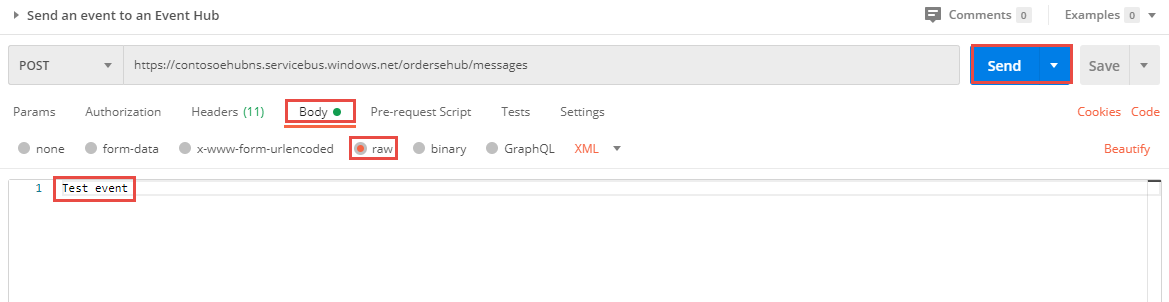 Send an event to an Event Hub Comments 0 Examples 0
POST https://contosoehubns.servicebus.windows.net/ordersehub/messages Send Save
Params Authorization Headers (11) Body Pre-request Script Tests Settings Cookies Code
none form-data x-www-form-urlencoded raw binary GraphQL XML Beautify
1 Test event